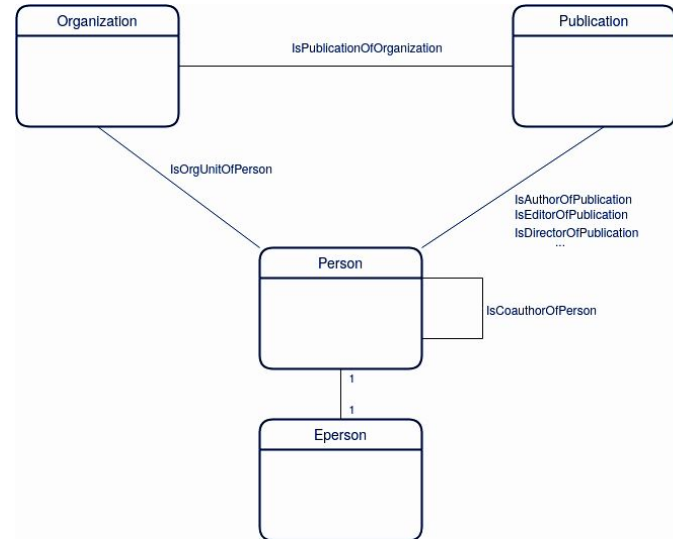 Organization
Publication
IsPublicationOfOrganization
IsOrgUnitOfPerson
IsAuthorOfPublication
IsEditorOfPublication
IsDirectorOfPublication
...
Person
IsCoauthorOfPerson
1
1
Eperson